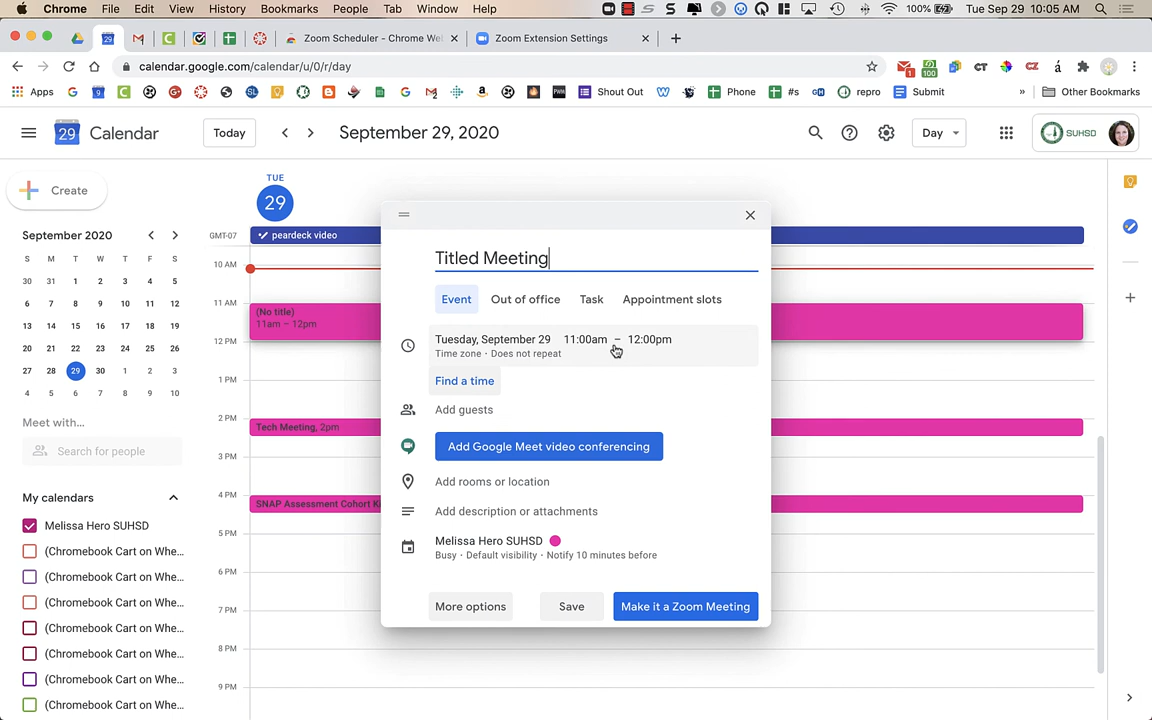 Chrome File Edit View History Bookmarks People Tab Window Help 100% Tue Sep 29 10:05 AM
29 Zoom Scheduler - Chrome Wel Zoom Extension Settings
calendar.google.com/calendar/u/0/r/day
Apps Shout Out Phone #s repro Submit » Other Bookmarks
29 Calendar Today September 29, 2020 Day SUHSD
Create
TUE
29
GMT-07 peardeck video
September 2020
S M T W T F S
30 31 1 2 3 4 5
6 7 8 9 10 11 12
13 14 15 16 17 18 19
20 21 22 23 24 25 26
27 28 29 30 1 2 3
4 5 6 7 8 9 10
Meet with...
Search for people
My calendars
Melissa Hero SUHSD
(Chromebook Cart on Whe...
(Chromebook Cart on Whe...
(Chromebook Cart on Whe...
(Chromebook Cart on Whe...
(Chromebook Cart on Whe...
(Chromebook Cart on Whe...
(Chromebook Cart on Whe...
10 AM
11 AM
(No title)
11am – 12pm
12 PM
1 PM
2 PM
Tech Meeting, 2pm
3 PM
4 PM
SNAP Assessment Cohort Ki
5 PM
6 PM
7 PM
8 PM
9 PM
Titled Meeting
Event Out of office Task Appointment slots
Tuesday, September 29 11:00am – 12:00pm
Time zone · Does not repeat
Find a time
Add guests
Add Google Meet video conferencing
Add rooms or location
Add description or attachments
Melissa Hero SUHSD
Busy · Default visibility · Notify 10 minutes before
More options Save Make it a Zoom Meeting